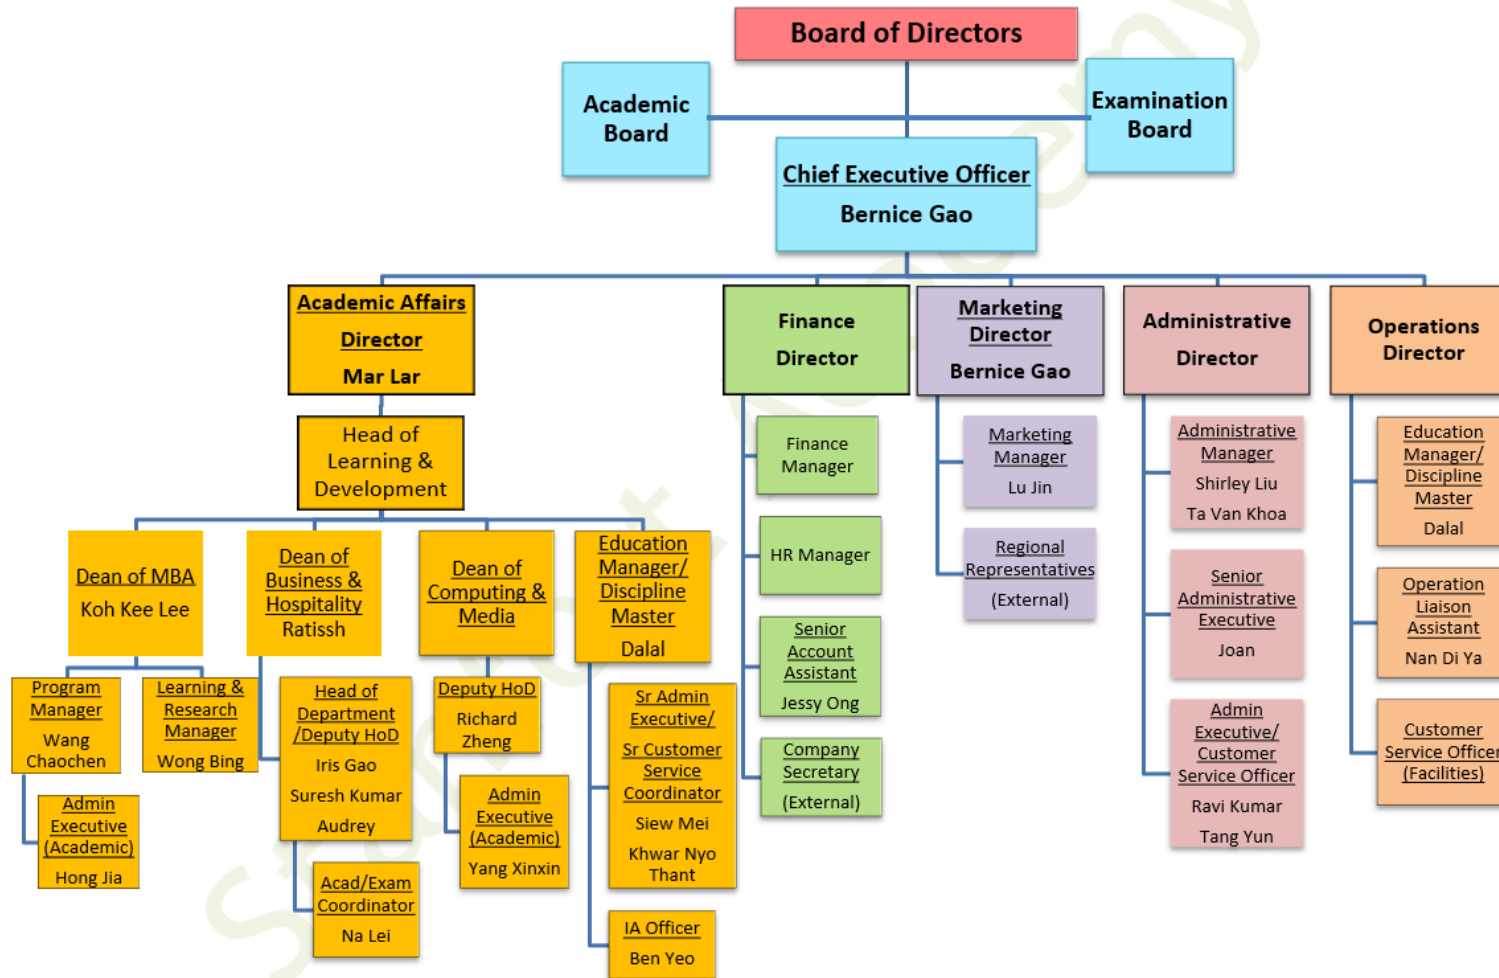 Board of Directors
Academic
Board
Examination
Board
Chief Executive Officer
Bernice Gao
Academic Affairs
Director
Mar Lar
Finance
Director
Marketing
Director
Bernice Gao
Administrative
Director
Operations
Director
Head of
Learning &
Development
Finance
Manager
HR Manager
Senior
Account
Assistant
Jessy Ong
Company
Secretary
(External)
Marketing
Manager
Lu Jin
Regional
Representatives
(External)
Administrative
Manager
Shirley Liu
Ta Van Khoa
Senior
Administrative
Executive
Joan
Admin
Executive/
Customer
Service Officer
Ravi Kumar
Tang Yun
Education
Manager/
Discipline
Master
Dalal
Operation
Liaison
Assistant
Nan Di Ya
Customer
Service Officer
(Facilities)
Dean of MBA
Koh Kee Lee
Dean of
Business &
Hospitality
Ratissh
Dean of
Computing &
Media
Education
Manager/
Discipline
Master
Dalal
Program
Manager
Wang
Chaochen
Learning &
Research
Manager
Wong Bing
Admin
Executive
(Academic)
Hong Jia
Head of
Department
/Deputy HoD
Iris Gao
Suresh Kumar
Audrey
Acad/Exam
Coordinator
Na Lei
Deputy HoD
Richard
Zheng
Admin
Executive
(Academic)
Yang Xinxin
Sr Admin
Executive/
Sr Customer
Service
Coordinator
Siew Mei
Khwar Nyo
Thant
IA Officer
Ben Yeo